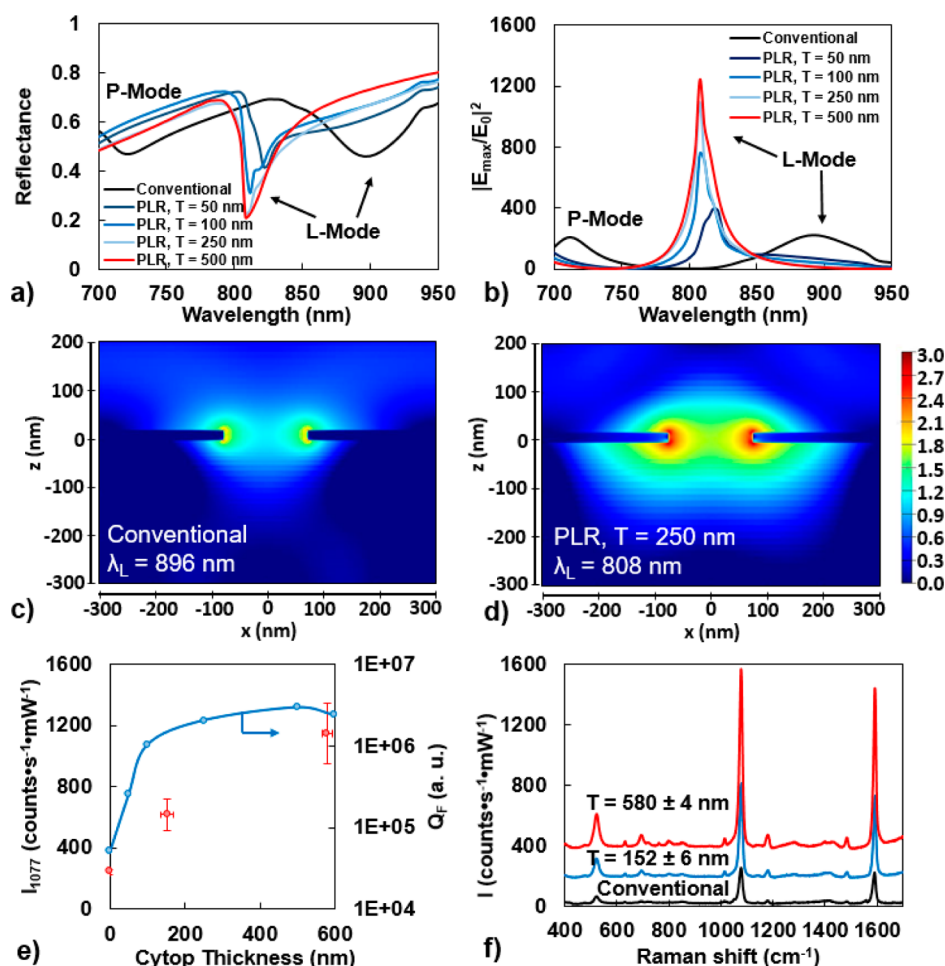 1
0.8
0.6
0.4
0.2
0
Reflectance
P-Mode
L-Mode
Conventional
PLR, T = 50 nm
PLR, T = 100 nm
PLR, T = 250 nm
PLR, T = 500 nm
700 750 800 850 900 950
Wavelength (nm)
a)
1600
1200
800
400
0
|Emax/E0|²
Conventional
PLR, T = 50 nm
PLR, T = 100 nm
PLR, T = 250 nm
PLR, T = 500 nm
L-Mode
P-Mode
700 750 800 850 900 950
Wavelength (nm)
b)
200
100
0
-100
-200
-300
z (nm)
Conventional
λL = 896 nm
-300 -200 -100 0 100 200 300
x (nm)
c)
200
100
0
-100
-200
-300
z (nm)
PLR, T = 250 nm
λL = 808 nm
-300 -200 -100 0 100 200 300
x (nm)
d)
3.0
2.7
2.4
2.1
1.8
1.5
1.2
0.9
0.6
0.3
0.0
1600
1200
800
400
0
I1077 (counts•s-1•mW-1)
1E+07
1E+06
1E+05
1E+04
QF (a. u.)
0 200 400 600
Cytop Thickness (nm)
e)
1600
1200
800
400
0
I (counts•s-1•mW-1)
T = 580 ± 4 nm
T = 152 ± 6 nm
Conventional
400 800 1200 1600
Raman shift (cm-1)
f)